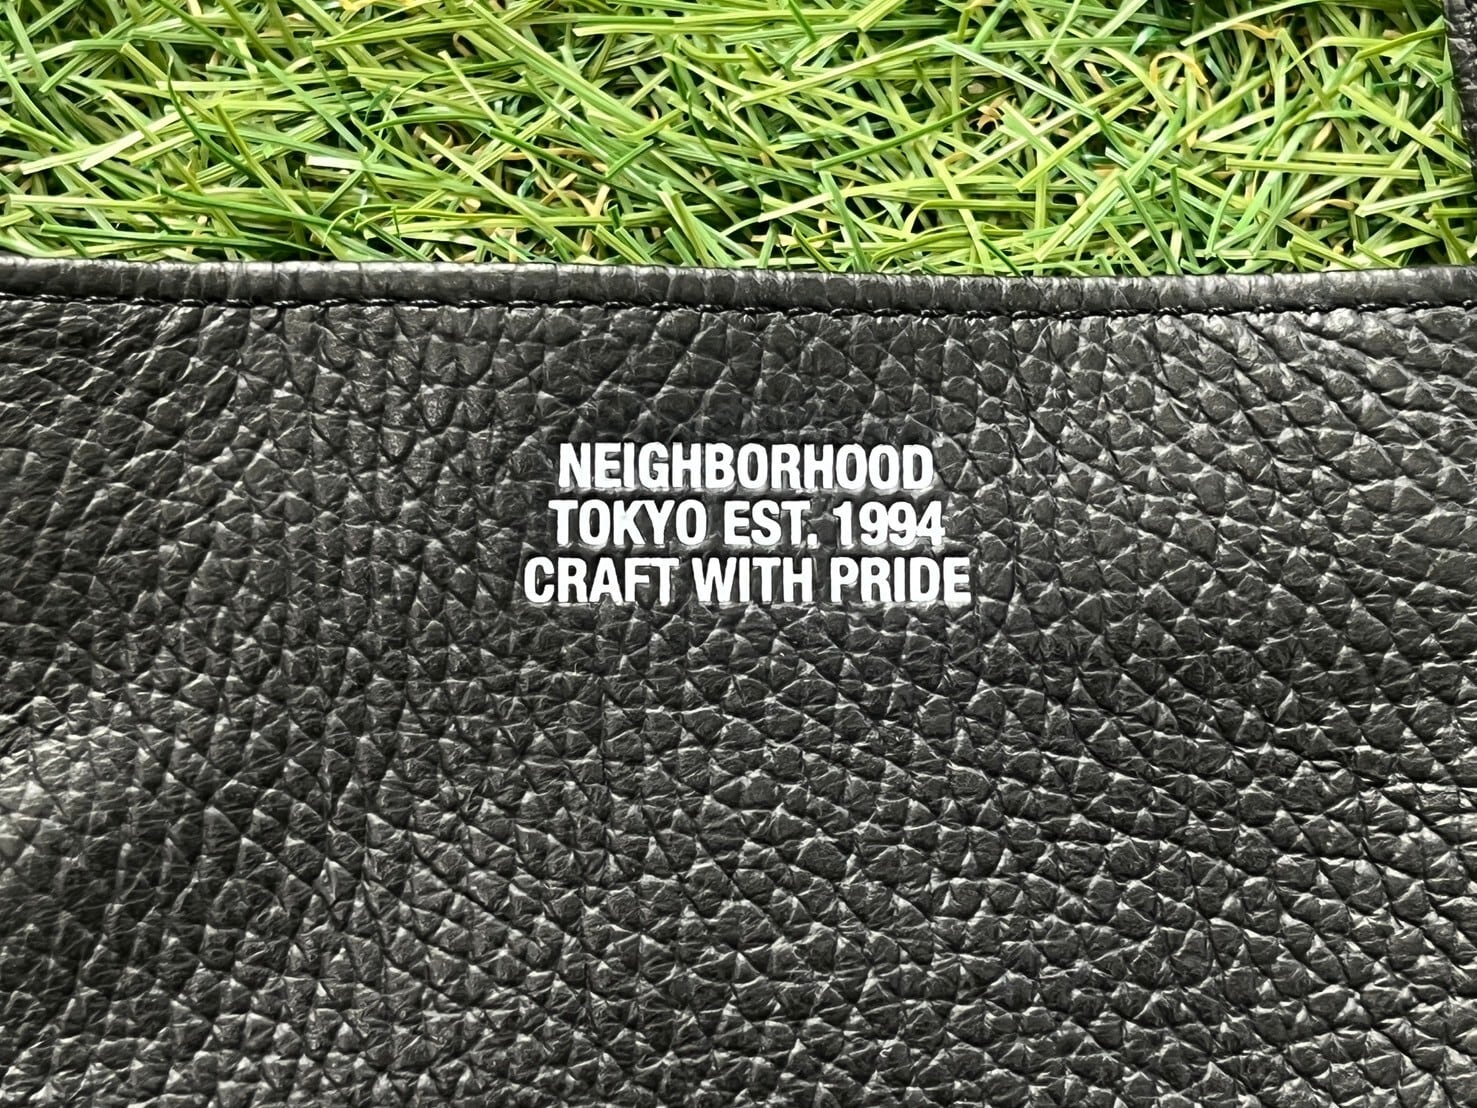 NEIGHBORHOOD
TOKYO EST. 1994
CRAFT WITH PRIDE